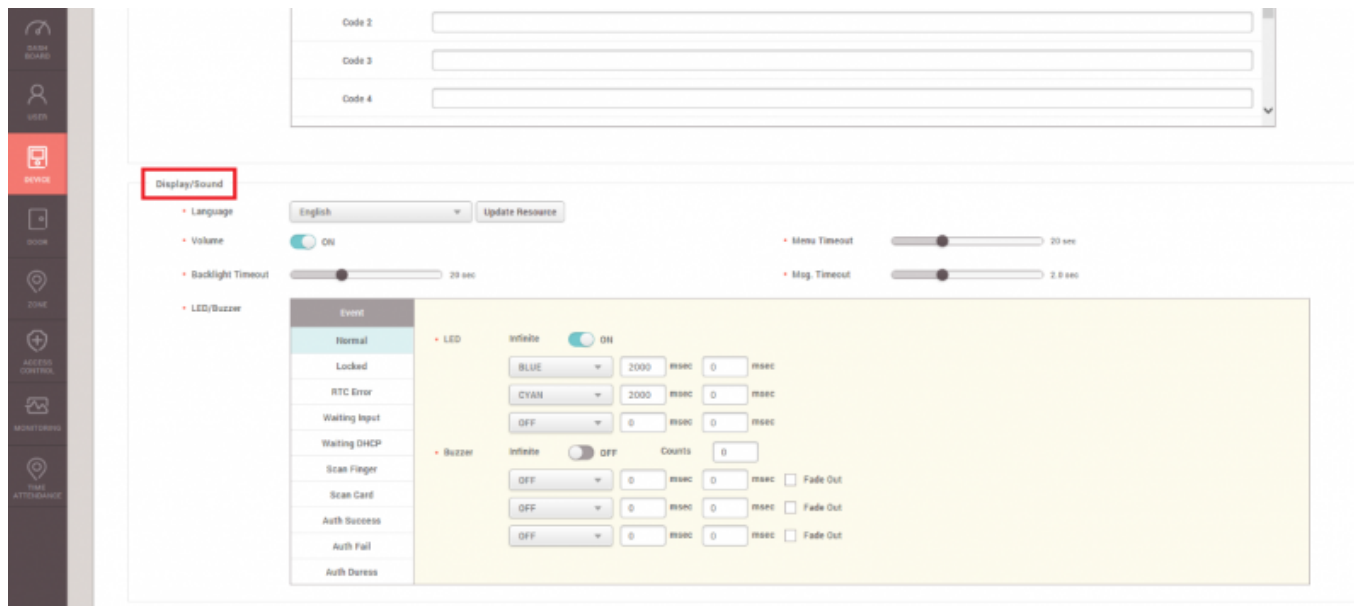 DASH
BOARD
USER
DEVICE
DOOR
ZONE
ACCESS
CONTROL
MONITORING
TIME
ATTENDANCE
Code 2
Code 3
Code 4
Display/Sound
• Language English Update Resource
• Volume ON • Menu Timeout 20 sec
• Backlight Timeout 20 sec • Msg. Timeout 2.0 sec
• LED/Buzzer
Event
Normal
Locked
RTC Error
Waiting Input
Waiting DHCP
Scan Finger
Scan Card
Auth Success
Auth Fail
Auth Duress
• LED Infinite ON
BLUE 2000 msec 0 msec
CYAN 2000 msec 0 msec
OFF 0 msec 0 msec
• Buzzer Infinite OFF Counts 0
OFF 0 msec 0 msec Fade Out
OFF 0 msec 0 msec Fade Out
OFF 0 msec 0 msec Fade Out